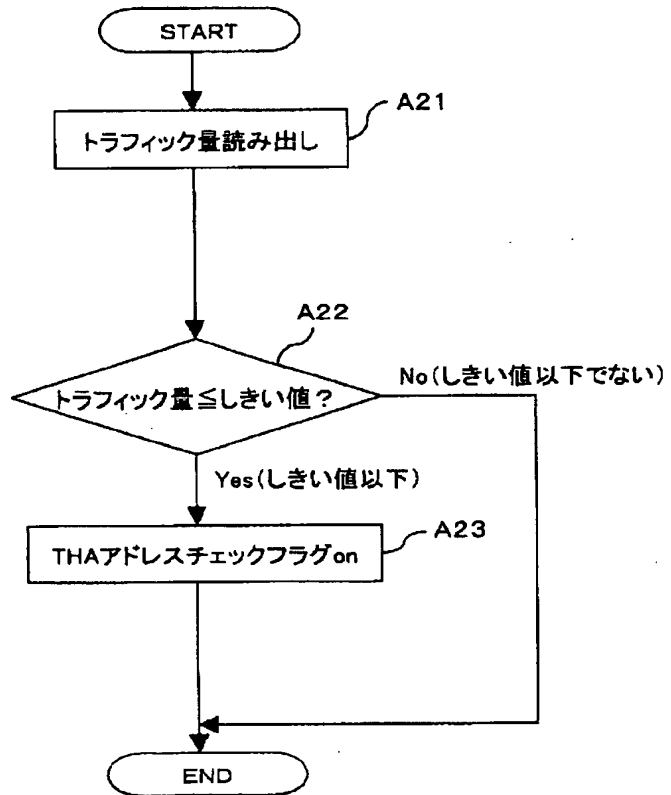 START
A21
トラフィック量読み出し
A22
トラフィック量≦しきい値？
No(しきい値以下でない)
Yes(しきい値以下)
A23
THAアドレスチェックフラグon
END